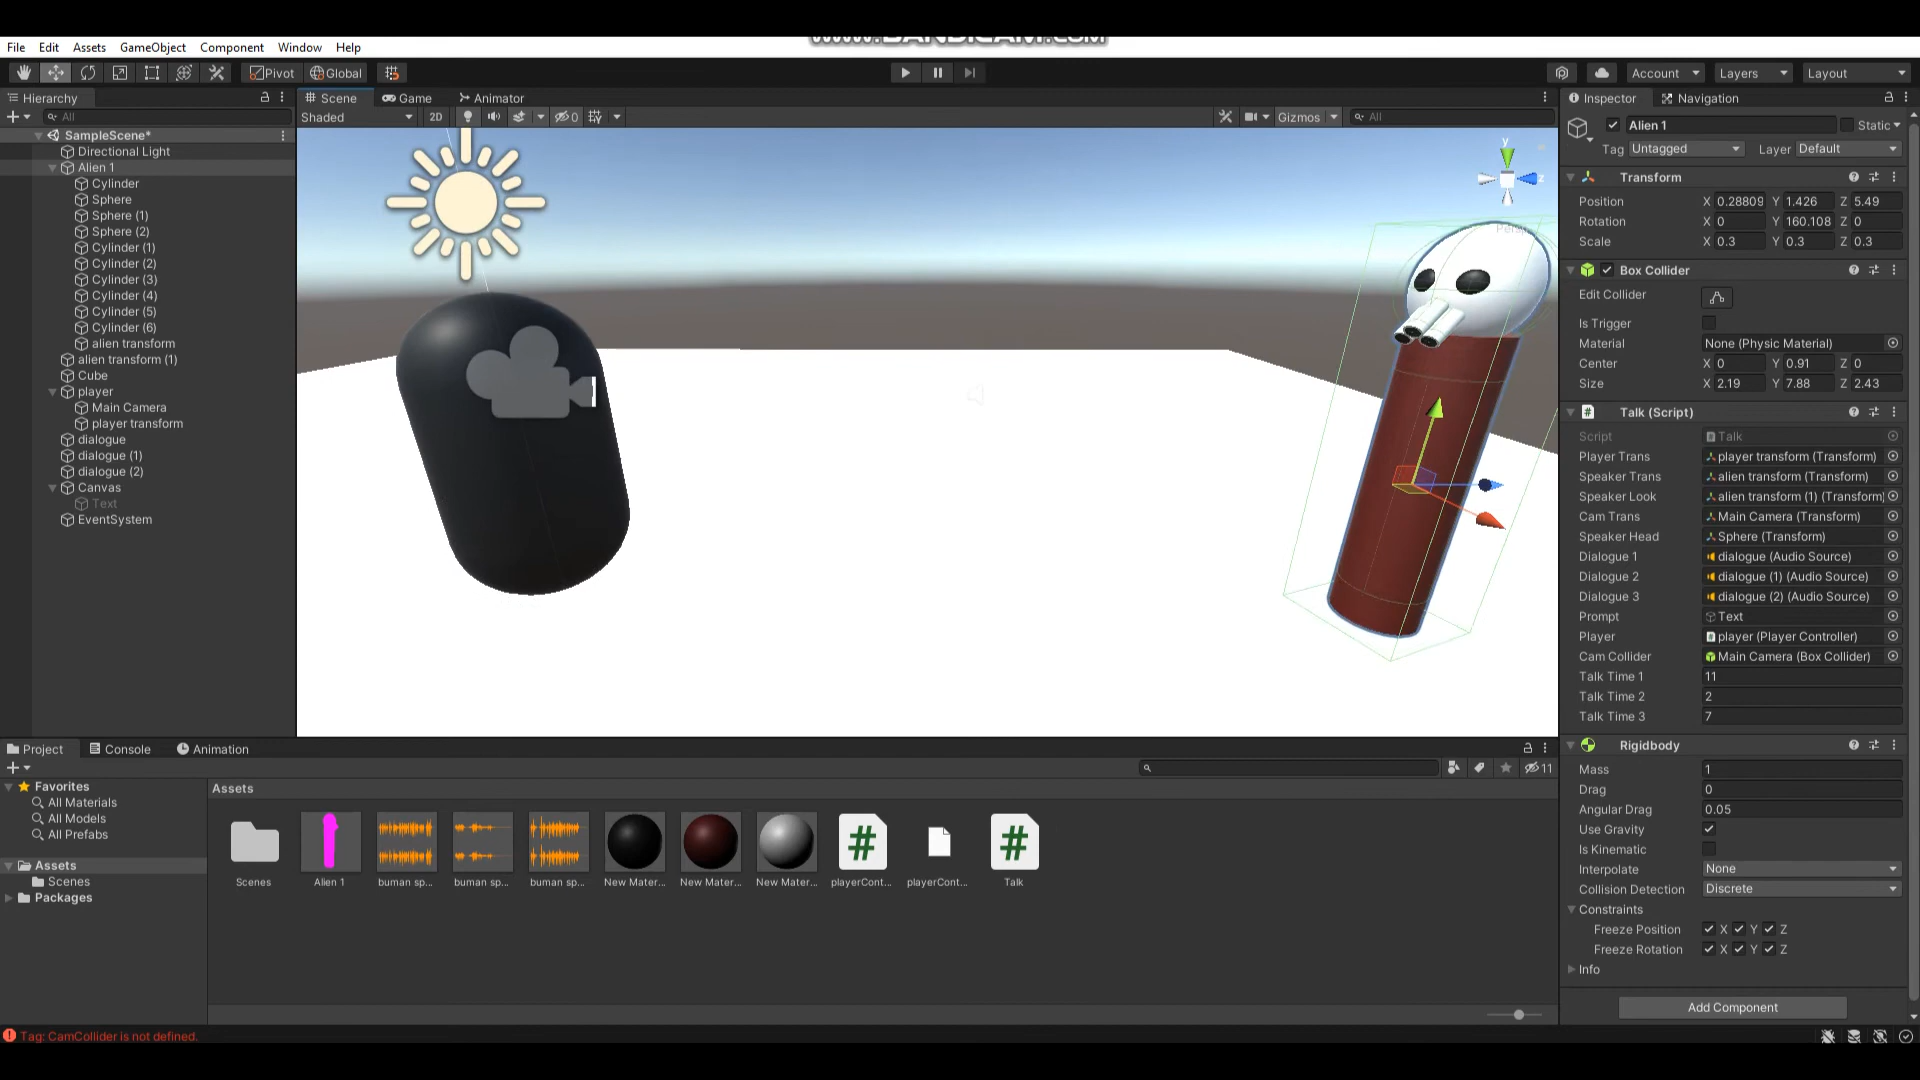 www.BANDICAM.com
File Edit Assets GameObject Component Window Help
Pivot Global Account Layers Layout
Hierarchy
All
SampleScene*
Directional Light
Alien 1
Cylinder
Sphere
Sphere (1)
Sphere (2)
Cylinder (1)
Cylinder (2)
Cylinder (3)
Cylinder (4)
Cylinder (5)
Cylinder (6)
alien transform
alien transform (1)
Cube
player
Main Camera
player transform
dialogue
dialogue (1)
dialogue (2)
Canvas
Text
EventSystem
Scene Game Animator
Shaded 2D 0 Gizmos All
y
z
Persp
Inspector Navigation
Alien 1 Static
Tag Untagged Layer Default
Transform
Position X 0.28809 Y 1.426 Z 5.49
Rotation X 0 Y 160.108 Z 0
Scale X 0.3 Y 0.3 Z 0.3
Box Collider
Edit Collider
Is Trigger
Material None (Physic Material)
Center X 0 Y 0.91 Z 0
Size X 2.19 Y 7.88 Z 2.43
Talk (Script)
Script Talk
Player Trans player transform (Transform)
Speaker Trans alien transform (Transform)
Speaker Look alien transform (1) (Transform)
Cam Trans Main Camera (Transform)
Speaker Head Sphere (Transform)
Dialogue 1 dialogue (Audio Source)
Dialogue 2 dialogue (1) (Audio Source)
Dialogue 3 dialogue (2) (Audio Source)
Prompt Text
Player player (Player Controller)
Cam Collider Main Camera (Box Collider)
Talk Time 1 11
Talk Time 2 2
Talk Time 3 7
Rigidbody
Mass 1
Drag 0
Angular Drag 0.05
Use Gravity
Is Kinematic
Interpolate None
Collision Detection Discrete
Constraints
Freeze Position X Y Z
Freeze Rotation X Y Z
Info
Add Component
Project Console Animation
11
Favorites
All Materials
All Models
All Prefabs
Assets
Scenes
Packages
Assets
Scenes Alien 1 buman sp... buman sp... buman sp... New Mater... New Mater... New Mater... playerCont... playerCont... Talk
Tag: CamCollider is not defined.